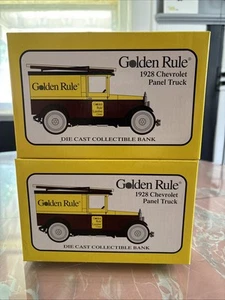 Golden Rule®
1928 Chevrolet
Panel Truck
Golden Rule
DIE CAST COLLECTIBLE BANK
Golden Rule®
1928 Chevrolet
Panel Truck
Golden Rule
DIE CAST COLLECTIBLE BANK